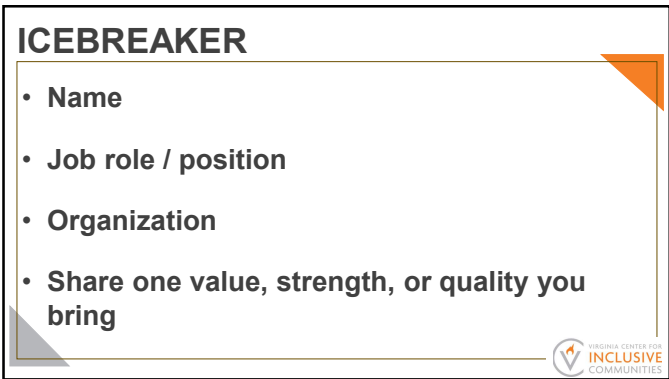 ICEBREAKER
• Name
• Job role / position
• Organization
• Share one value, strength, or quality you
bring
VIRGINIA CENTER FOR
INCLUSIVE
COMMUNITIES